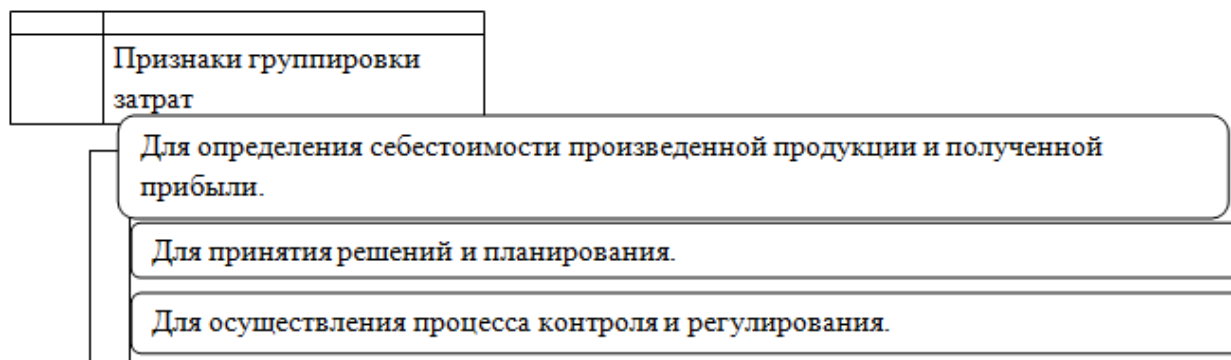 Признаки группировки
затрат
Для определения себестоимости произведенной продукции и полученной
прибыли.
Для принятия решений и планирования.
Для осуществления процесса контроля и регулирования.